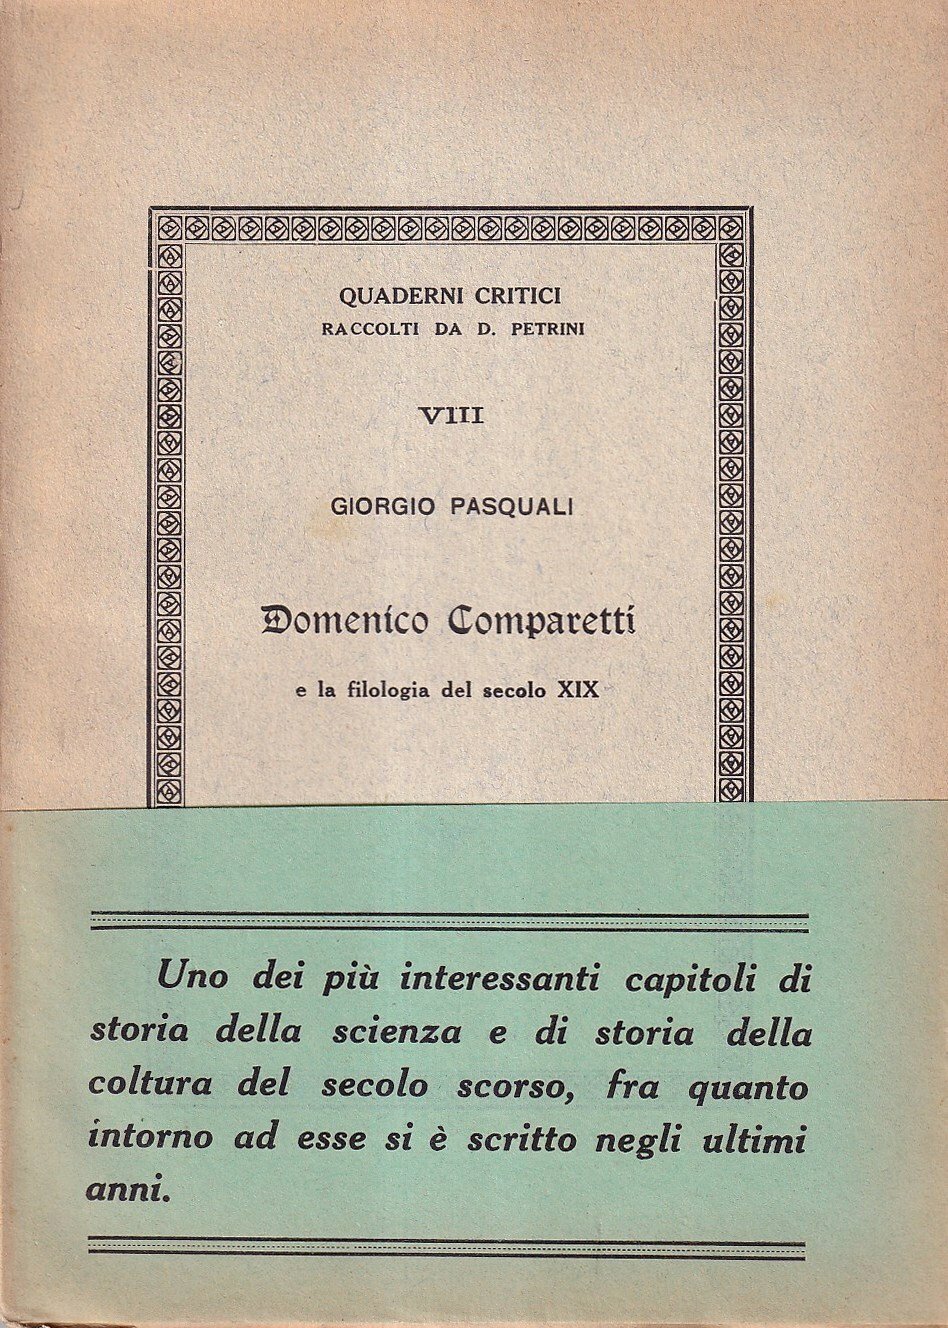 QUADERNI CRITICI
RACCOLTI DA D. PETRINI
VIII
GIORGIO PASQUALI
Domenico Comparetti
e la filologia del secolo XIX
Uno dei più interessanti capitoli di
storia della scienza e di storia della
coltura del secolo scorso, fra quanto
intorno ad esse si è scritto negli ultimi
anni.